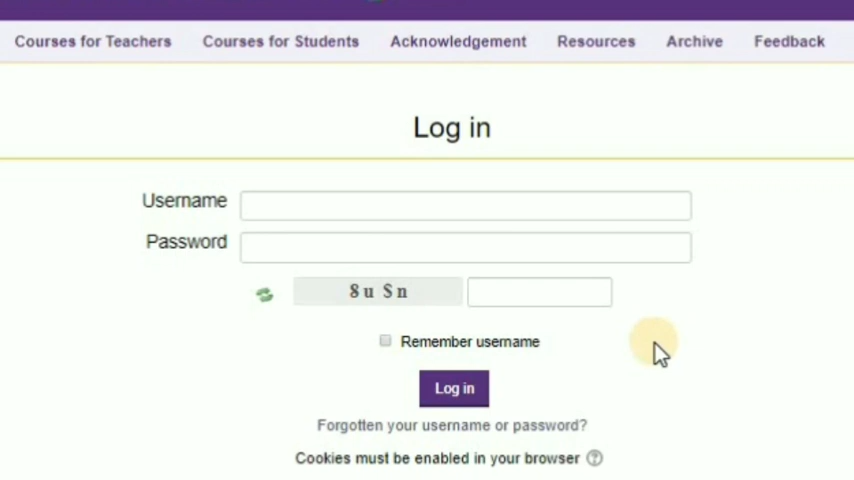 Courses for Teachers Courses for Students Acknowledgement Resources Archive Feedback
Log in
Username
Password
8u Sn
Remember username
Log in
Forgotten your username or password?
Cookies must be enabled in your browser ?